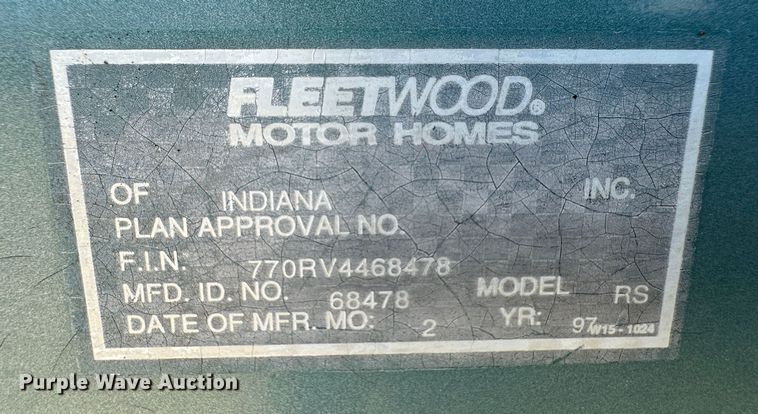 FLEETWOOD®
MOTOR HOMES
OF INDIANA INC.
PLAN APPROVAL NO.
F.I.N: 770RV4468478
MFD. ID. NO. 68478 MODEL RS
DATE OF MFR. MO: 2 YR: 97 W15-1024
Purple Wave Auction